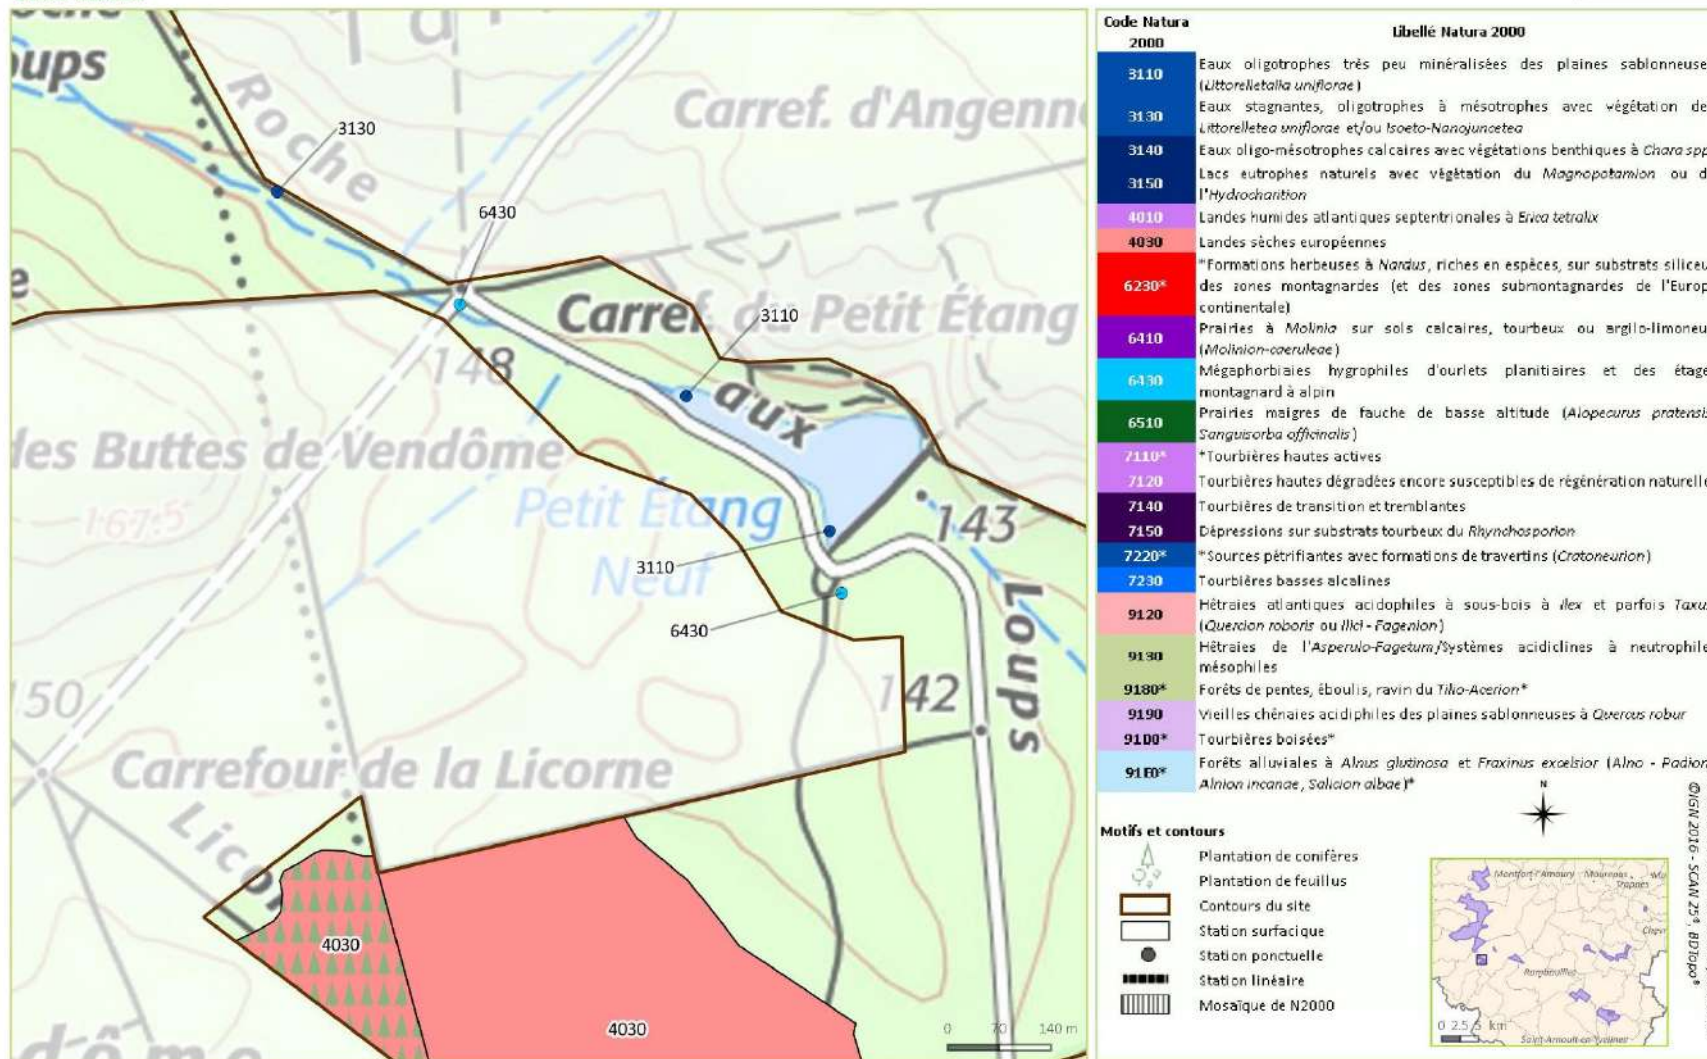 oups
Roche
Carref. d'Angenne
3130
6430
Carref. du Petit Étang
3110
aux
148
des Buttes de Vendôme
167.5
Petit Étang
Neuf
143
3110
6430
Loups
150
142
Carrefour de la Licorne
Licor
4030
4030
0 70 140 m
Code Natura
2000
Libellé Natura 2000
3110
Eaux oligotrophes très peu minéralisées des plaines sablonneuse
(Littorelletalia uniflorae)
3130
Eaux stagnantes, oligotrophes à mésotrophes avec végétation de
Littorelletea uniflorae et/ou Isoeto-Nanojuncetea
3140
Eaux oligo-mésotrophes calcaires avec végétations benthiques à Chara spp
3150
Lacs eutrophes naturels avec végétation du Magnopotamion ou d
l'Hydrocharition
4010
Landes humides atlantiques septentrionales à Erica tetralix
4030
Landes sèches européennes
6230*
*Formations herbeuses à Nardus, riches en espèces, sur substrats siliceu
des zones montagnardes (et des zones submontagnardes de l'Europ
continentale)
6410
Prairies à Molinia sur sols calcaires, tourbeux ou argilo-limoneu
(Molinion-caeruleae)
6430
Mégaphorbiaies hygrophiles d'ourlets planitiaires et des étage
montagnard à alpin
6510
Prairies maigres de fauche de basse altitude (Alopecurus pratensis
Sanguisorba officinalis)
7110*
*Tourbières hautes actives
7120
Tourbières hautes dégradées encore susceptibles de régénération naturelle
7140
Tourbières de transition et tremblantes
7150
Dépressions sur substrats tourbeux du Rhynchosporion
7220*
*Sources pétrifiantes avec formations de travertins (Cratoneurion)
7230
Tourbières basses alcalines
9120
Hêtraies atlantiques acidophiles à sous-bois à Ilex et parfois Taxu
(Quercion roboris ou Ilici - Fagenion)
9130
Hêtraies de l'Asperulo-Fagetum/Systèmes acidiclines à neutrophile
mésophiles
9180*
Forêts de pentes, éboulis, ravin du Tilio-Acerion*
9190
Vieilles chênaies acidiphiles des plaines sablonneuses à Quercus robur
91D0*
Tourbières boisées*
91E0*
Forêts alluviales à Alnus glutinosa et Fraxinus excelsior (Alno - Padion
Alnion incanae, Salicion albae)*
Motifs et contours
Plantation de conifères
Plantation de feuillus
Contours du site
Station surfacique
Station ponctuelle
Station linéaire
Mosaïque de N2000
N
Montfort-l'Amaury
Maurepas
Trappes
Chevr
Rambouillet
Saint-Arnoult-en-Yvelines
0 2.5 5 km
©IGN 2016 - SCAN 25®, BDTopo®